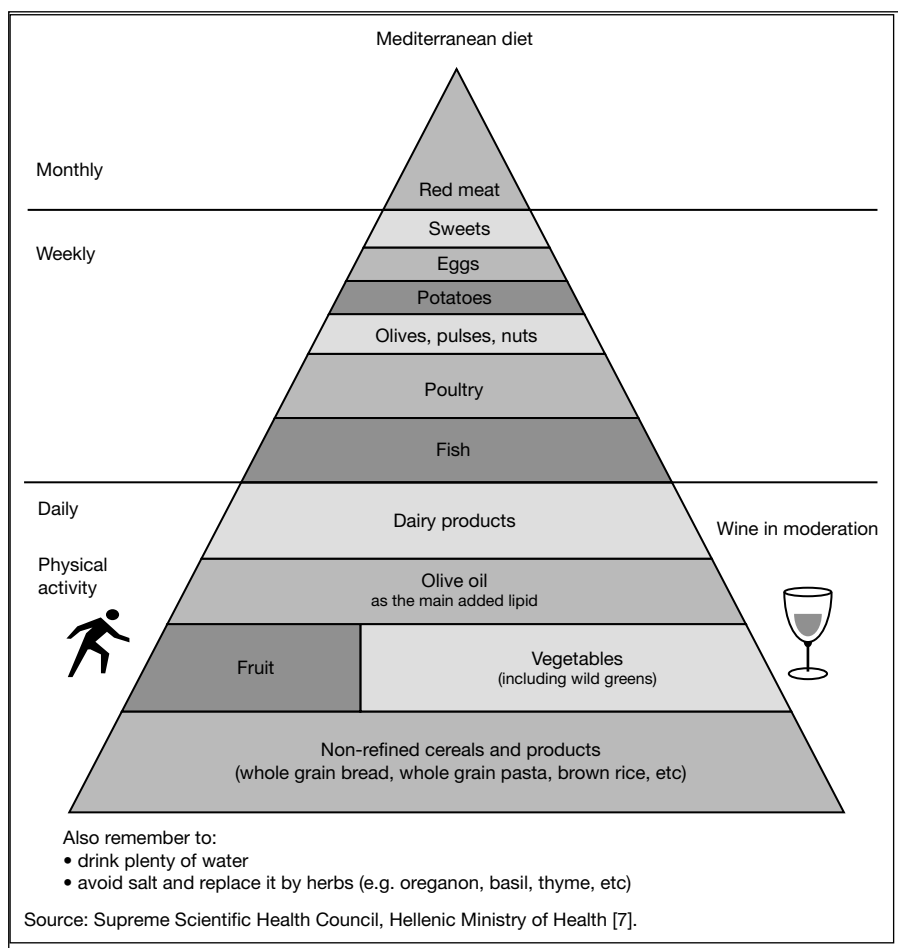 Mediterranean diet
Monthly
Red meat
Sweets
Weekly
Eggs
Potatoes
Olives, pulses, nuts
Poultry
Fish
Daily
Dairy products
Wine in moderation
Physical
activity
Olive oil
as the main added lipid
Fruit
Vegetables
(including wild greens)
Non-refined cereals and products
(whole grain bread, whole grain pasta, brown rice, etc)
Also remember to:
• drink plenty of water
• avoid salt and replace it by herbs (e.g. oreganon, basil, thyme, etc)
Source: Supreme Scientific Health Council, Hellenic Ministry of Health [7].